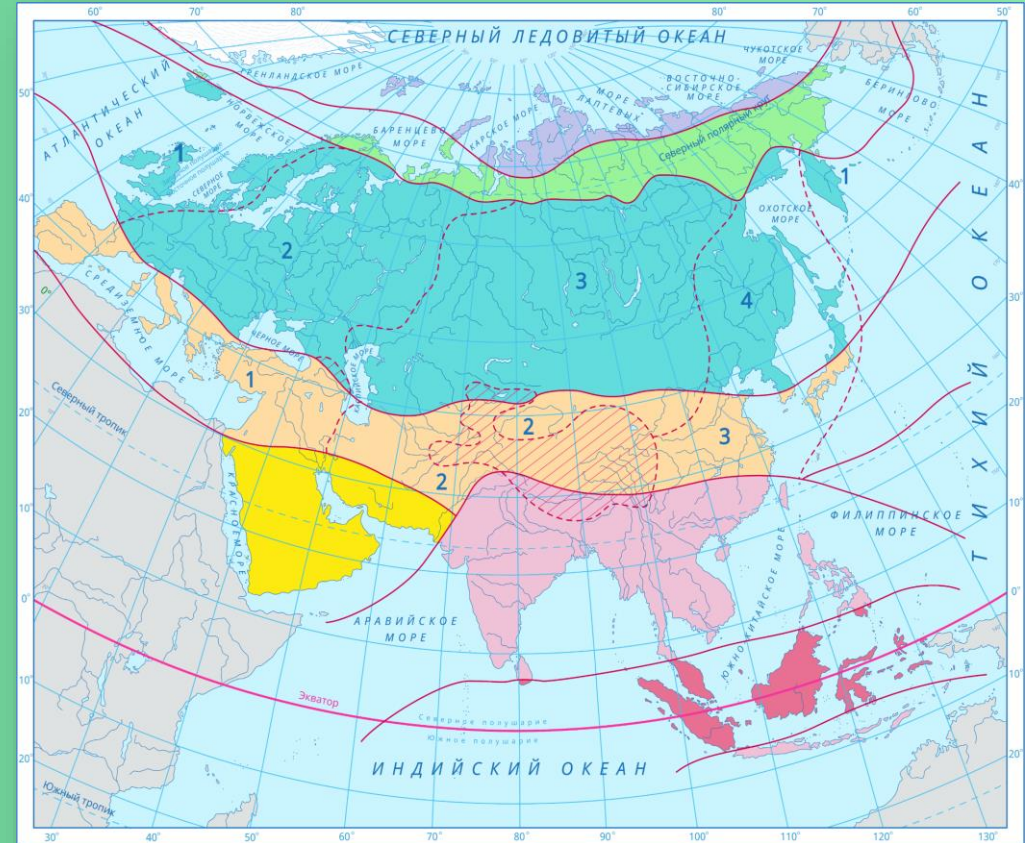 60° 70° 80° 80° 70° 60° 50°
СЕВЕРНЫЙ ЛЕДОВИТЫЙ ОКЕАН
ЧУКОТСКОЕ
МОРЕ
ГРЕНЛАНДСКОЕ МОРЕ
ВОСТОЧНО-
СИБИРСКОЕ
МОРЕ
МОРЕ
ЛАПТЕВЫХ
БЕРИНГОВО
МОРЕ
50°
АТЛАНТИЧЕСКИЙ
ОКЕАН
НОРВЕЖСКОЕ
МОРЕ
БАРЕНЦЕВО
МОРЕ
КАРСКОЕ МОРЕ
Северный полярный круг
1
СЕВЕРНОЕ
МОРЕ
1
40°
40°
ОХОТСКОЕ
МОРЕ
2
3
4
ТИХИЙ ОКЕАН
СРЕДИЗЕМНОЕ МОРЕ
0°
30°
30°
ЧЕРНОЕ МОРЕ
КАСПИЙСКОЕ МОРЕ
1
Северный тропик
20°
20°
2
3
2
КРАСНОЕ МОРЕ
10°
10°
ФИЛИППИНСКОЕ
МОРЕ
ЮЖНО-КИТАЙСКОЕ МОРЕ
0°
0°
АРАВИЙСКОЕ
МОРЕ
10°
10°
Экватор
Северное полушарие
Южное полушарие
20°
20°
ИНДИЙСКИЙ ОКЕАН
Южный тропик
30° 40° 50° 60° 70° 80° 90° 100° 110° 120° 130°